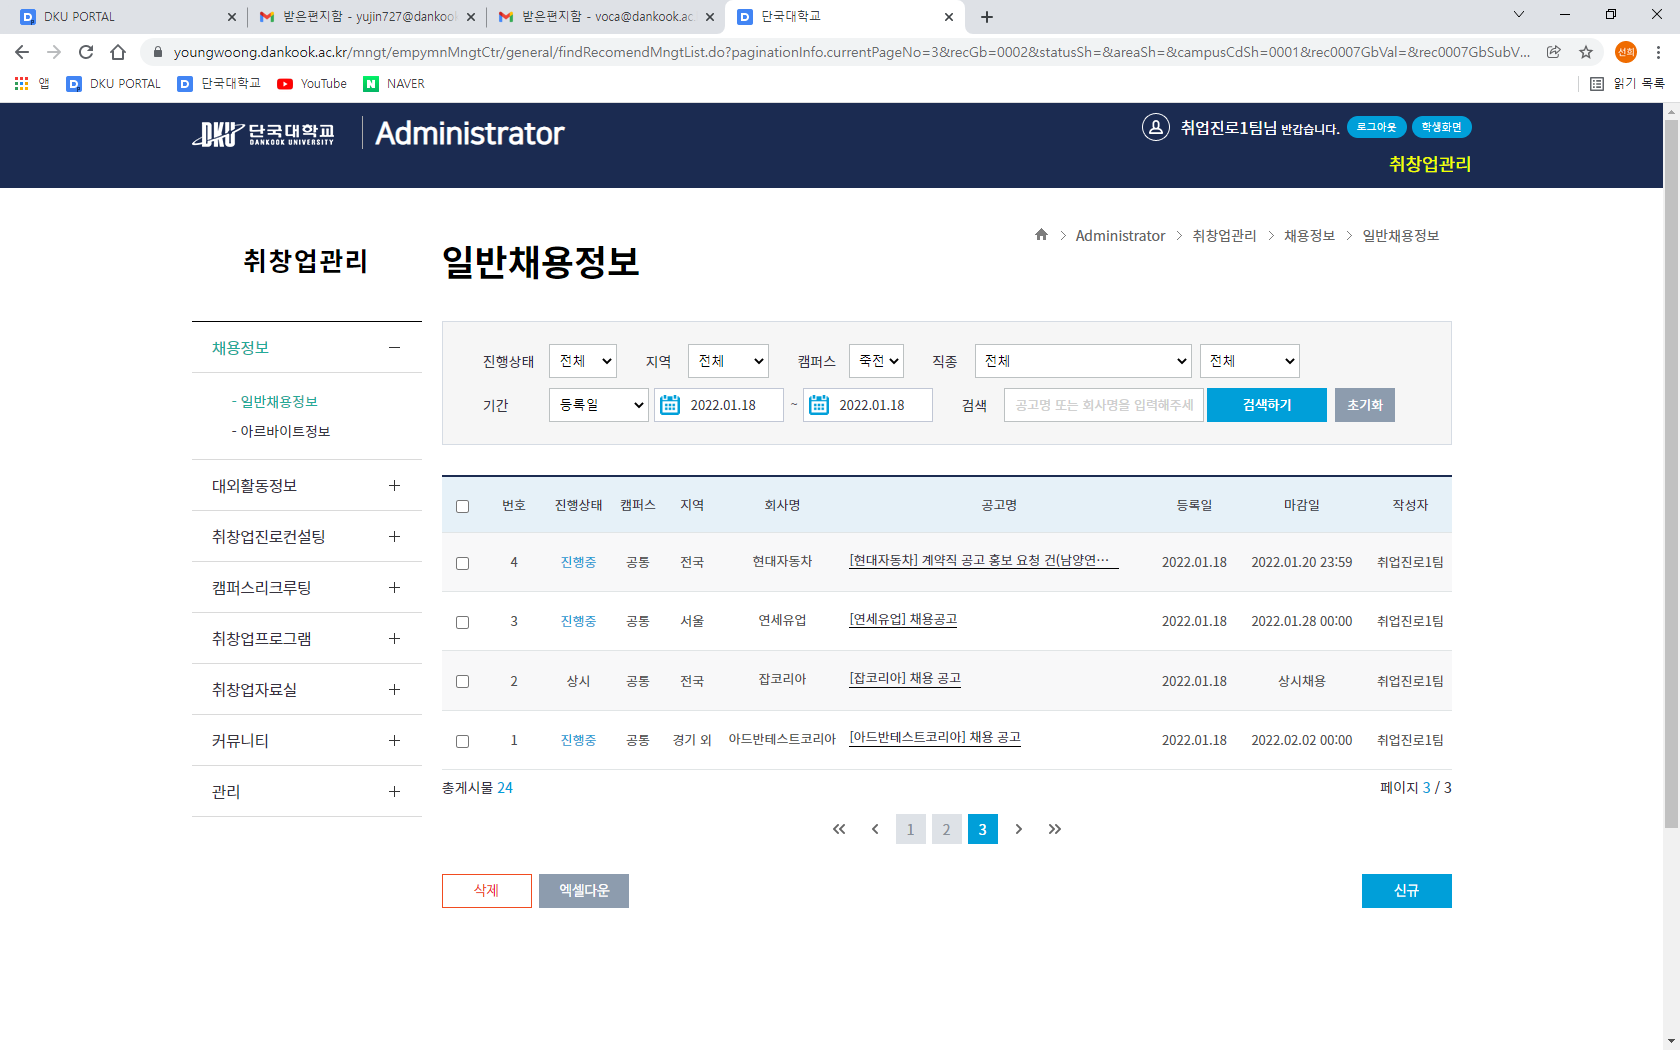 DKU PORTAL
받은편지함 - yujin727@dankook
받은편지함 - voca@dankook.ac.
단국대학교
youngwoong.dankook.ac.kr/mngt/empymnMngtCtr/general/findRecomendMngtList.do?paginationInfo.currentPageNo=3&recGb=0002&statusSh=&areaSh=&campusCdSh=0001&rec0007GbVal=&rec0007GbSubV...
선희
앱 DKU PORTAL 단국대학교 YouTube NAVER 읽기 목록
DKU 단국대학교 DANKOOK UNIVERSITY Administrator
취업진로1팀님 반갑습니다. 로그아웃 학생화면
취창업관리
Administrator > 취창업관리 > 채용정보 > 일반채용정보
취창업관리
일반채용정보
채용정보
- 일반채용정보
- 아르바이트정보
대외활동정보
취창업진로컨설팅
캠퍼스리크루팅
취창업프로그램
취창업자료실
커뮤니티
관리
진행상태 전체 지역 전체 캠퍼스 죽전 직종 전체 전체
기간 등록일 2022.01.18 ~ 2022.01.18 검색 공고명 또는 회사명을 입력해주세 검색하기 초기화
번호 진행상태 캠퍼스 지역 회사명 공고명 등록일 마감일 작성자
4 진행중 공통 전국 현대자동차 [현대자동차] 계약직 공고 홍보 요청 건(남양연… 2022.01.18 2022.01.20 23:59 취업진로1팀
3 진행중 공통 서울 연세유업 [연세유업] 채용공고 2022.01.18 2022.01.28 00:00 취업진로1팀
2 상시 공통 전국 잡코리아 [잡코리아] 채용 공고 2022.01.18 상시채용 취업진로1팀
1 진행중 공통 경기 외 아드반테스트코리아 [아드반테스트코리아] 채용 공고 2022.01.18 2022.02.02 00:00 취업진로1팀
총게시물 24 페이지 3 / 3
1 2 3
삭제 엑셀다운 신규